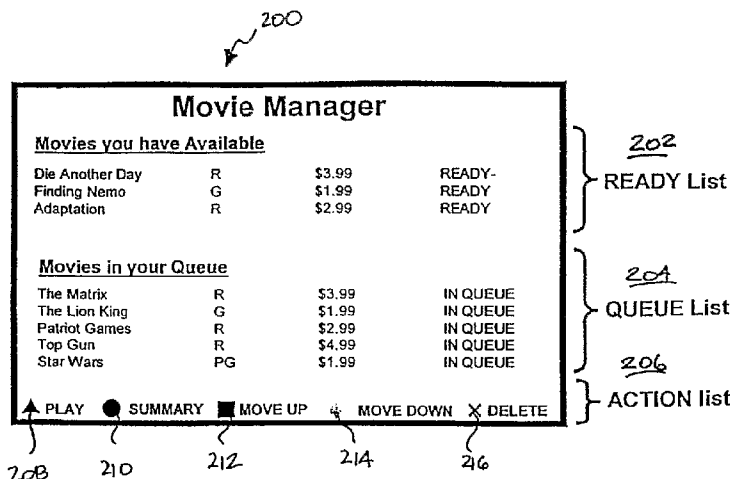 200
Movie Manager
Movies you have Available
Die Another Day R $3.99 READY-
Finding Nemo G $1.99 READY
Adaptation R $2.99 READY
202
READY List
Movies in your Queue
The Matrix R $3.99 IN QUEUE
The Lion King G $1.99 IN QUEUE
Patriot Games R $2.99 IN QUEUE
Top Gun R $4.99 IN QUEUE
Star Wars PG $1.99 IN QUEUE
204
QUEUE List
206
ACTION list
PLAY SUMMARY MOVE UP MOVE DOWN DELETE
208 210 212 214 216